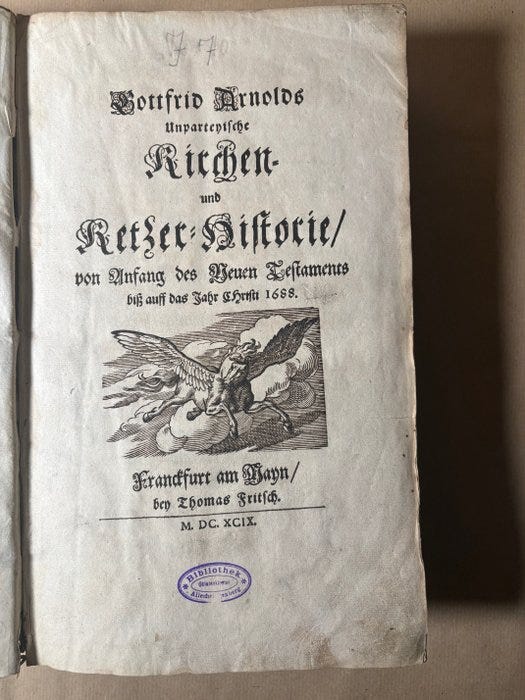 J 70
Gottfrid Arnolds
Unparteyische
Kirchen-
und
Ketzer-Historie/
von Anfang des Neuen Testaments
biß auff das Jahr Christi 1688.
Franckfurt am Mayn/
bey Thomas Fritsch.
M. DC. XCIX.
Bibliothek